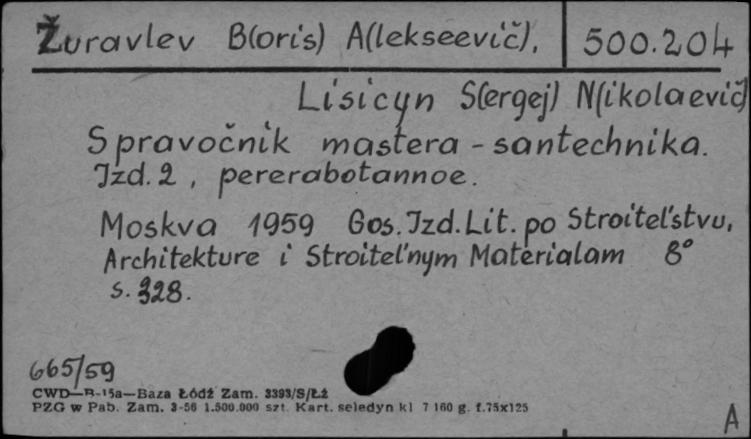 Žuravlev B(oris) A(lekseevič), 500.204
Lisicyn S(ergej) N(ikolaevič)
Spravočnik mastera - santechnika.
Izd. 2, pererabotannoe.
Moskva 1959 Gos. Izd. Lit. po Stroitel'stvu,
Architekture i Stroitel'nym Materialam 8°
s. 328.
665/59
CWD—B-15a—Baza Łódź Zam. 3393/S/Łż
PZG w Pab. Zam. 3-56 1.500.000 szt. Kart. seledyn kl 7 160 g. f.75x125
A